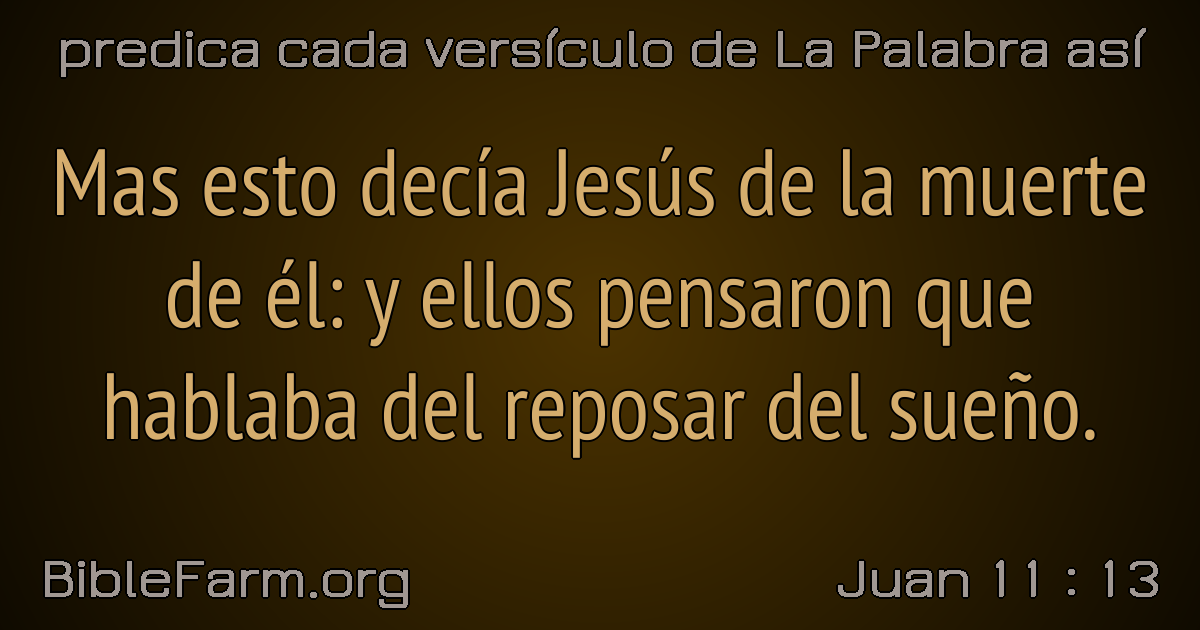 predica cada versículo de La Palabra así
Mas esto decía Jesús de la muerte
de él: y ellos pensaron que
hablaba del reposar del sueño.
BibleFarm.org
Juan 11 : 13